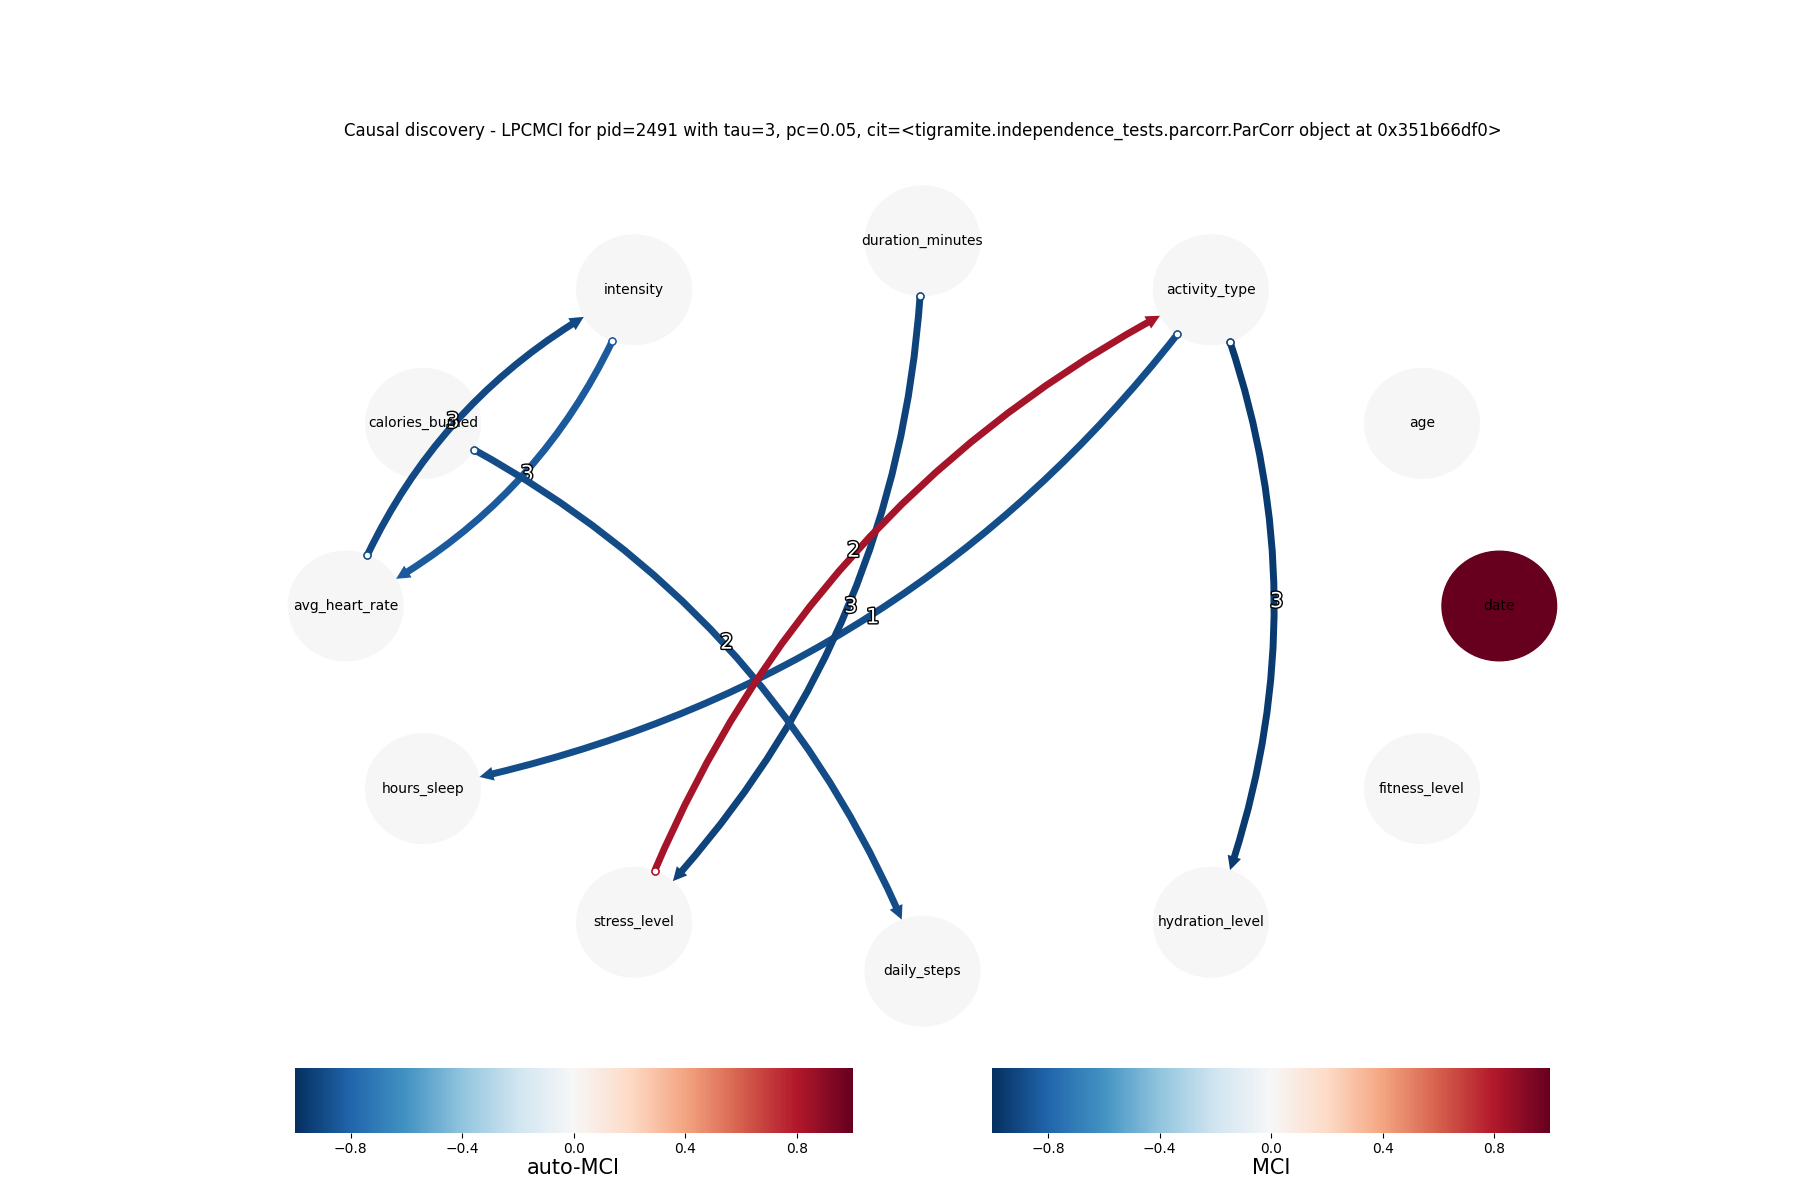 Causal discovery - LPCMCI for pid=2491 with tau=3, pc=0.05, cit=<tigramite.independence_tests.parcorr.ParCorr object at 0x351b66df0>
duration_minutes
intensity
activity_type
calories_burned
3
age
3
2
avg_heart_rate
3
1
3
date
2
hours_sleep
fitness_level
stress_level
hydration_level
daily_steps
−0.8 −0.4 0.0 0.4 0.8
auto-MCI
−0.8 −0.4 0.0 0.4 0.8
MCI